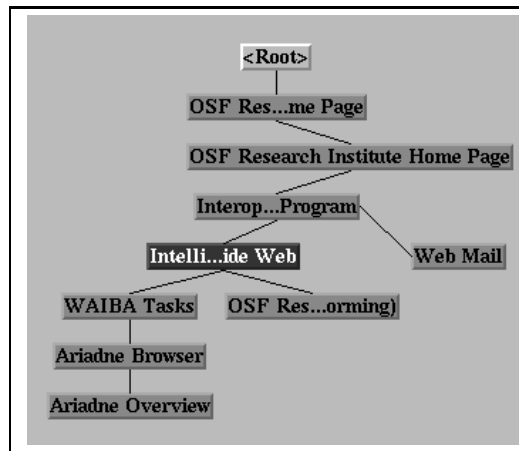 <Root>
OSF Res...me Page
OSF Research Institute Home Page
Interop...Program
Intelli...ide Web
Web Mail
WAIBA Tasks
OSF Res...orming)
Ariadne Browser
Ariadne Overview